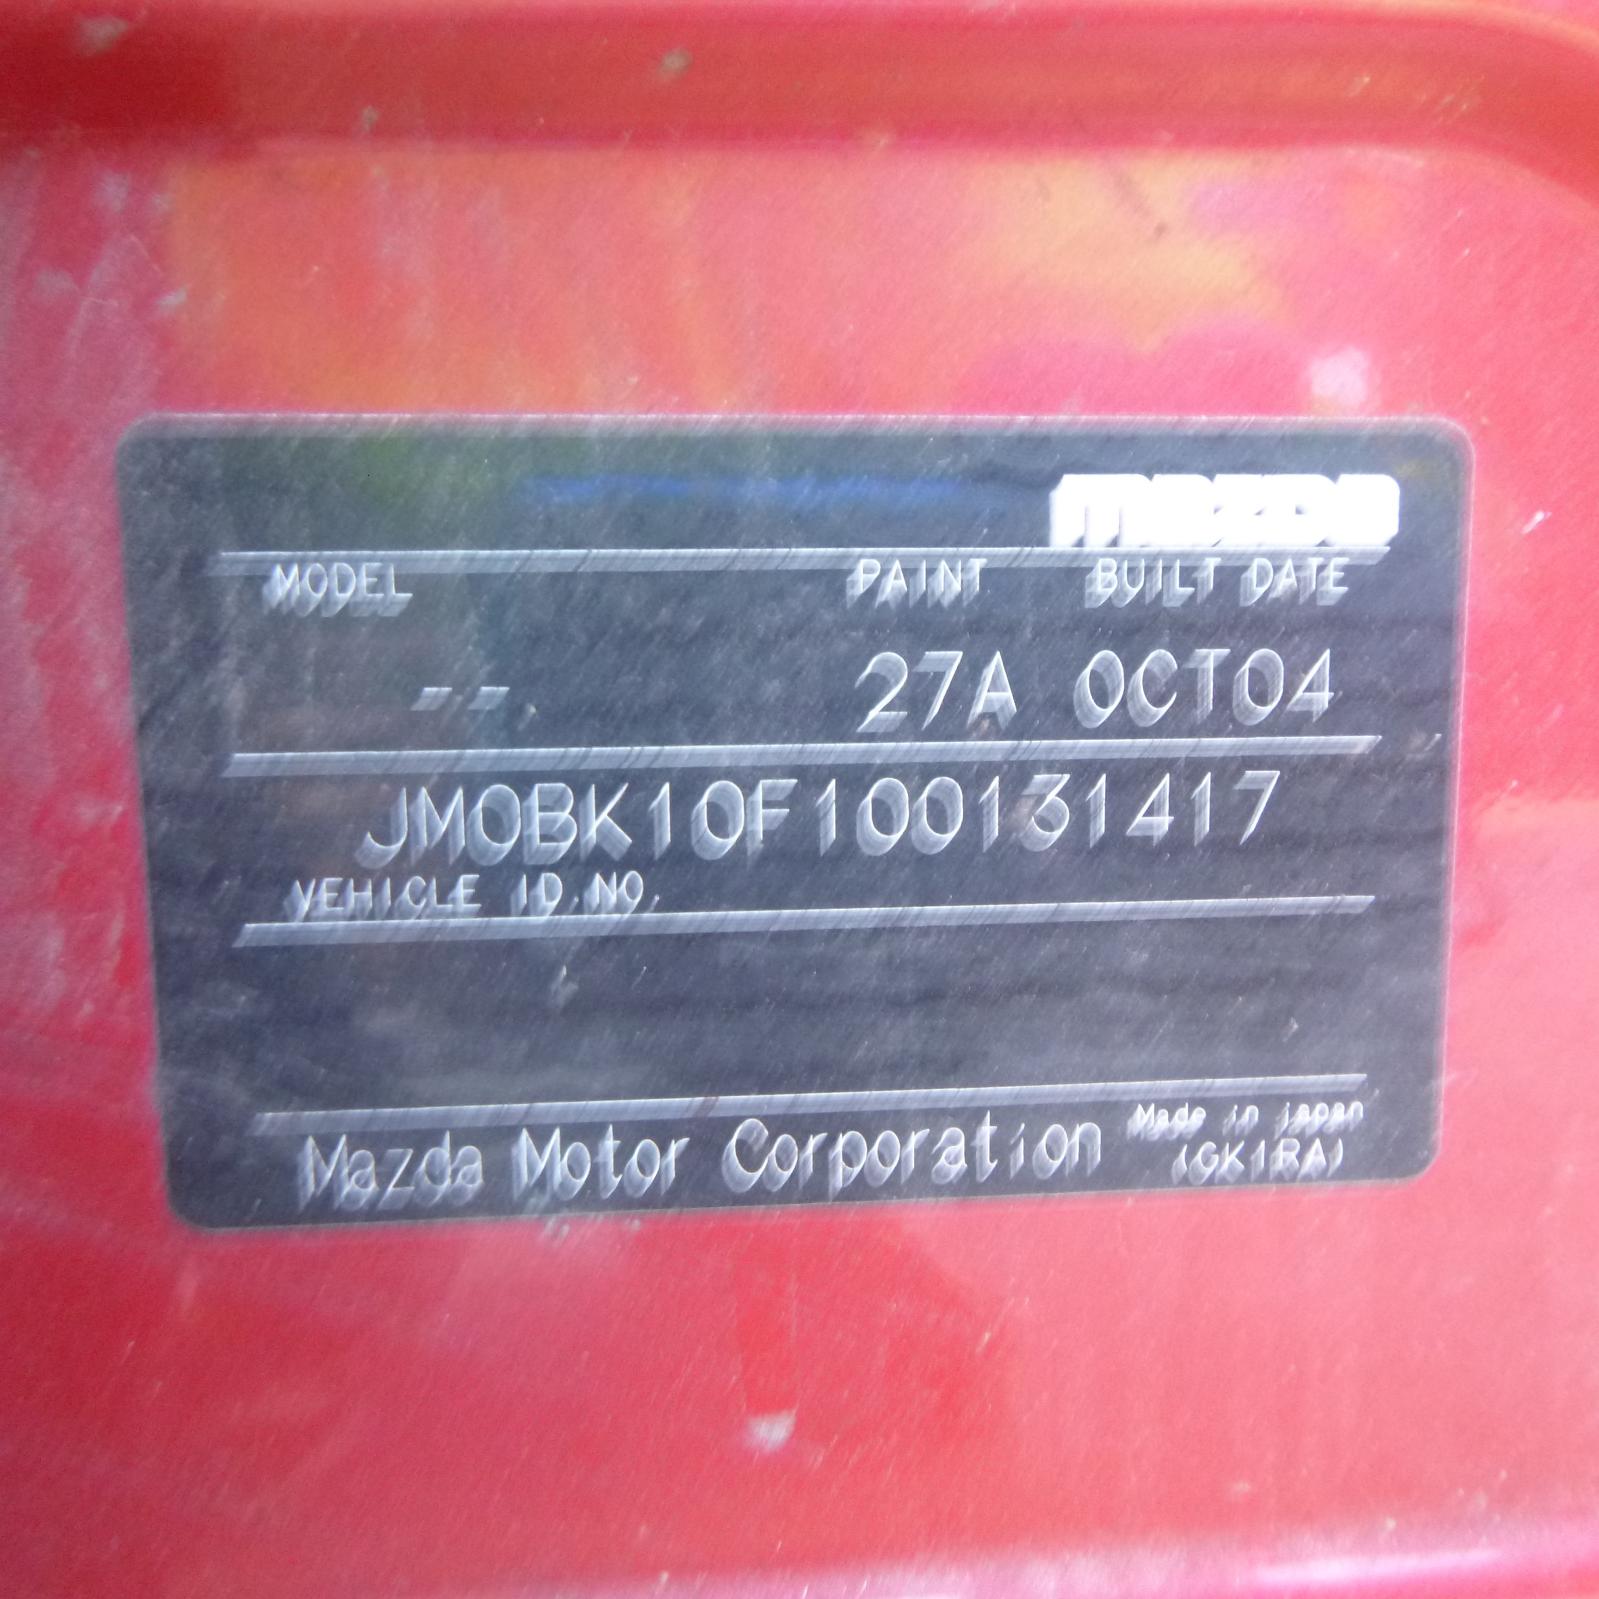 mazda
MODEL PAINT BUILT DATE
-- 27A OCT04
JM0BK10F100131417
VEHICLE ID.NO.
Mazda Motor Corporation Made in japan
(GK1RA)